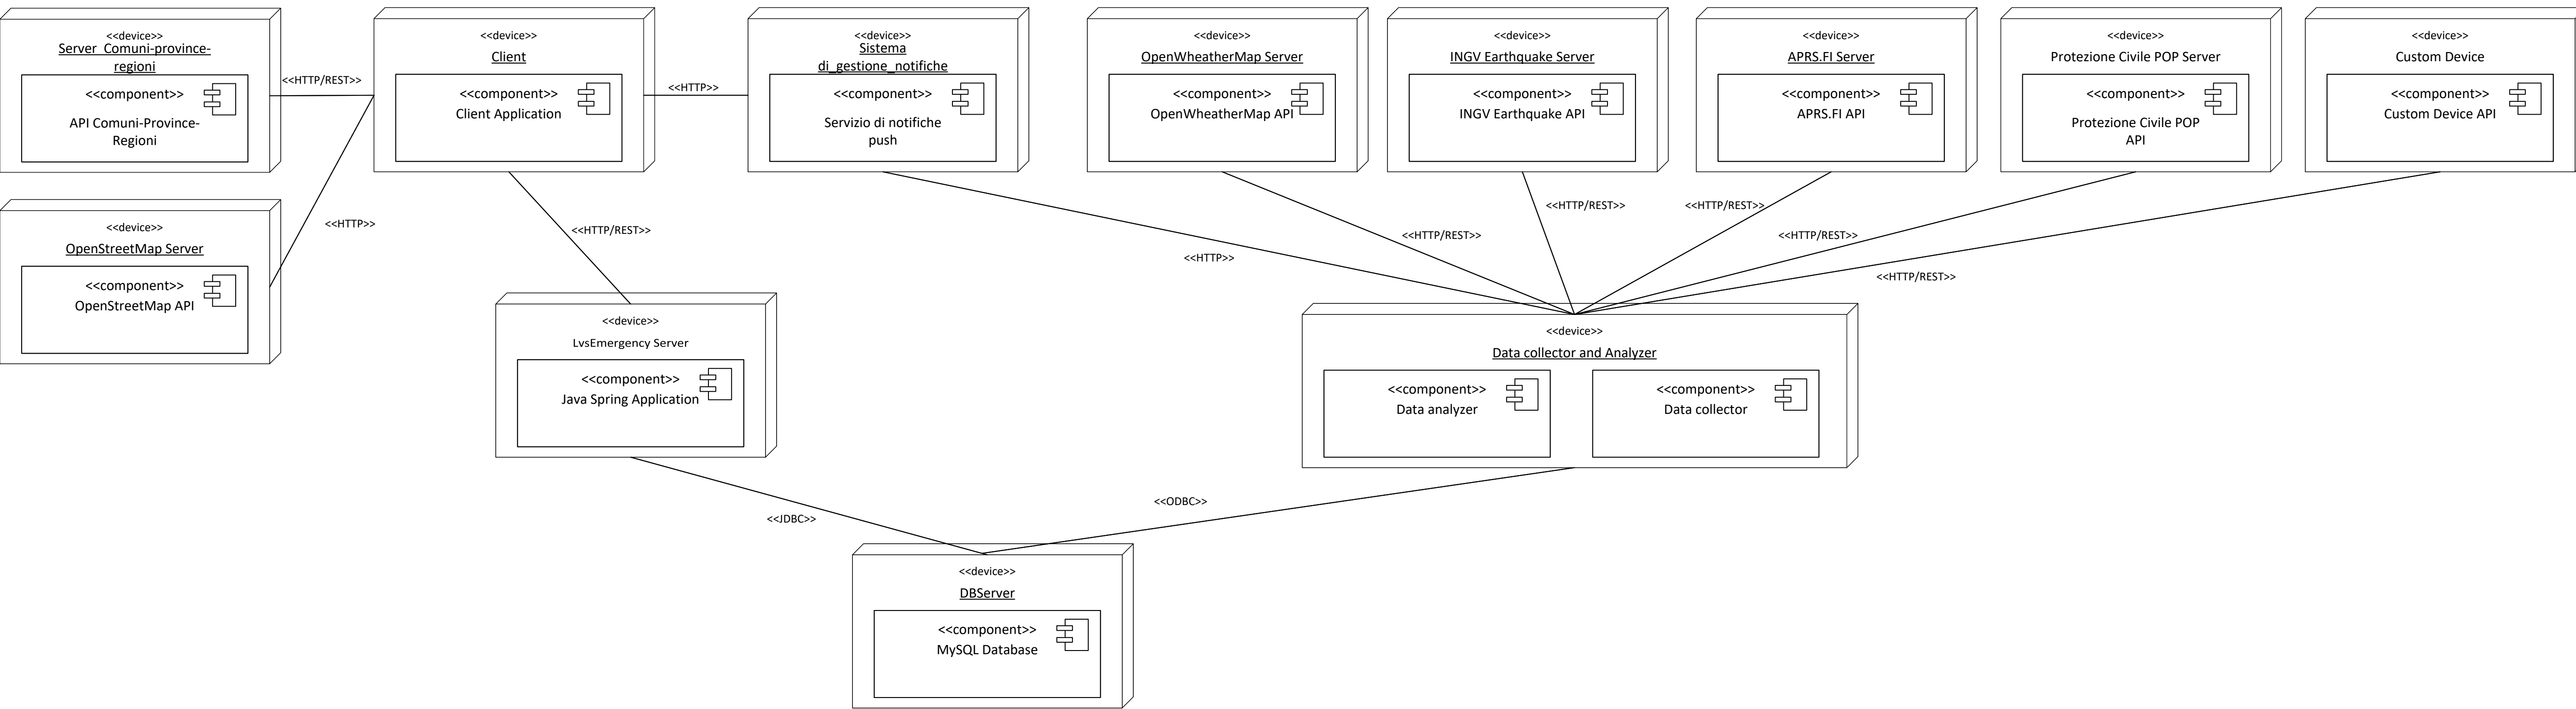 <<device>>
Server_Comuni-province-
regioni
<<component>>
API Comuni-Province-
Regioni
<<HTTP/REST>>
<<device>>
Client
<<component>>
Client Application
<<HTTP>>
<<device>>
Sistema
di_gestione_notifiche
<<component>>
Servizio di notifiche
push
<<device>>
OpenWheatherMap Server
<<component>>
OpenWheatherMap API
<<device>>
INGV Earthquake Server
<<component>>
INGV Earthquake API
<<device>>
APRS.FI Server
<<component>>
APRS.FI API
<<device>>
Protezione Civile POP Server
<<component>>
Protezione Civile POP
API
<<device>>
Custom Device
<<component>>
Custom Device API
<<device>>
OpenStreetMap Server
<<component>>
OpenStreetMap API
<<HTTP>>
<<HTTP/REST>>
<<HTTP>>
<<HTTP/REST>>
<<HTTP/REST>>
<<HTTP/REST>>
<<HTTP/REST>>
<<HTTP/REST>>
<<device>>
LvsEmergency Server
<<component>>
Java Spring Application
<<device>>
Data collector and Analyzer
<<component>>
Data analyzer
<<component>>
Data collector
<<JDBC>>
<<ODBC>>
<<device>>
DBServer
<<component>>
MySQL Database